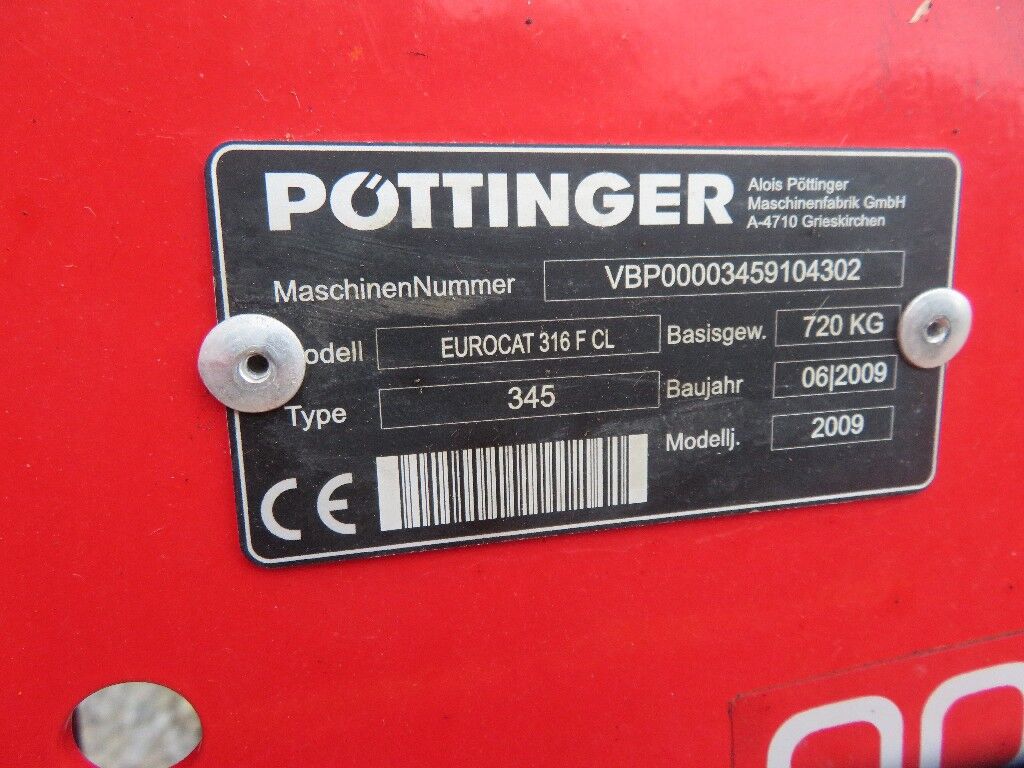 PÖTTINGER
Alois Pöttinger
Maschinenfabrik GmbH
A-4710 Grieskirchen
MaschinenNummer VBP00003459104302
odell EUROCAT 316 F CL
Basisgew. 720 KG
Type 345
Baujahr 06|2009
Modellj. 2009
CE